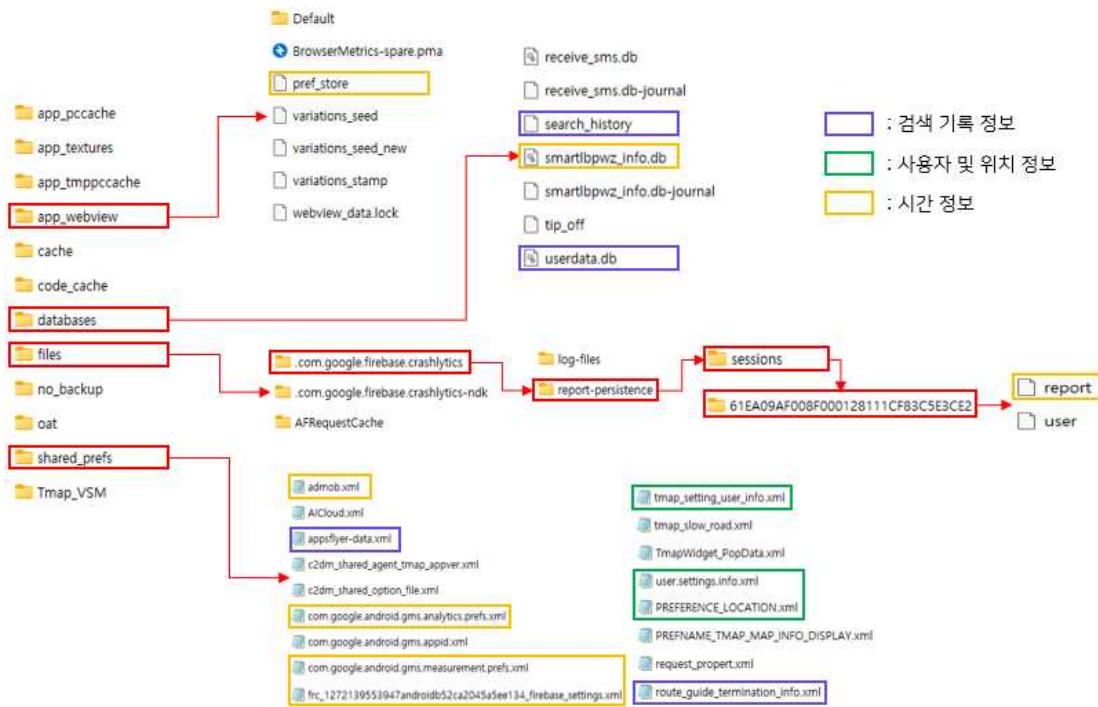 Default
BrowserMetrics-spare.pma
pref_store
variations_seed
variations_seed_new
variations_stamp
webview_data.lock
receive_sms.db
receive_sms.db-journal
search_history
smartlbpwz_info.db
smartlbpwz_info.db-journal
tip_off
userdata.db
: 검색 기록 정보
: 사용자 및 위치 정보
: 시간 정보
app_pccache
app_textures
app_tmppccache
app_webview
cache
code_cache
databases
files
no_backup
oat
shared_prefs
Tmap_VSM
.com.google.firebase.crashlytics
.com.google.firebase.crashlytics-ndk
AFRequestCache
log-files
report-persistence
sessions
61EA09AF008F000128111CF83C5E3CE2
report
user
admob.xml
AICloud.xml
appsflyer-data.xml
c2dm_shared_agent_tmap_appver.xml
c2dm_shared_option_file.xml
com.google.android.gms.analytics.prefs.xml
com.google.android.gms.appid.xml
com.google.android.gms.measurement.prefs.xml
frc_1272139553947androidb52ca2045a5ee134_firebase_settings.xml
tmap_setting_user_info.xml
tmap_slow_road.xml
TmapWidget_PopData.xml
user.settings.info.xml
PREFERENCE_LOCATION.xml
PREFNAME_TMAP_MAP_INFO_DISPLAY.xml
request_propert.xml
route_guide_termination_info.xml